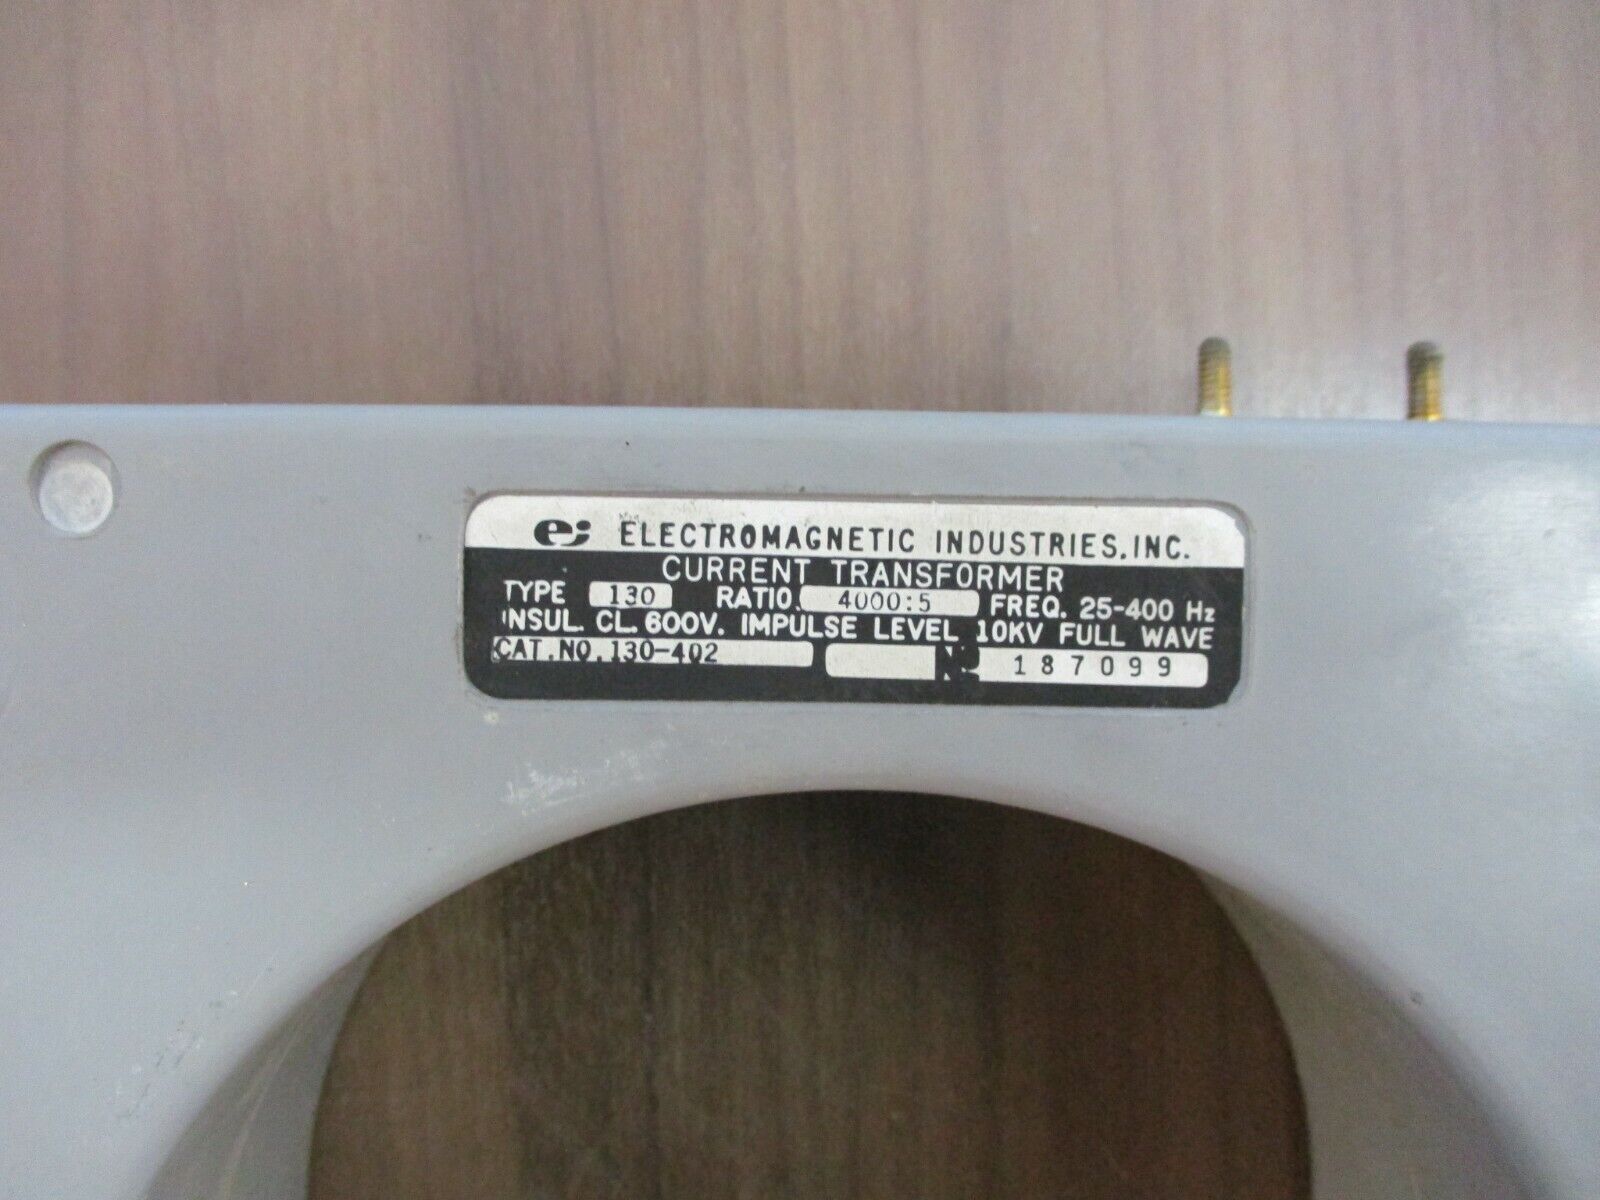 ei ELECTROMAGNETIC INDUSTRIES, INC.
CURRENT TRANSFORMER
TYPE 130 RATIO. 4000:5 FREQ. 25-400 Hz
INSUL. CL. 600V. IMPULSE LEVEL 10KV FULL WAVE
CAT.NO.130-402 No 187099